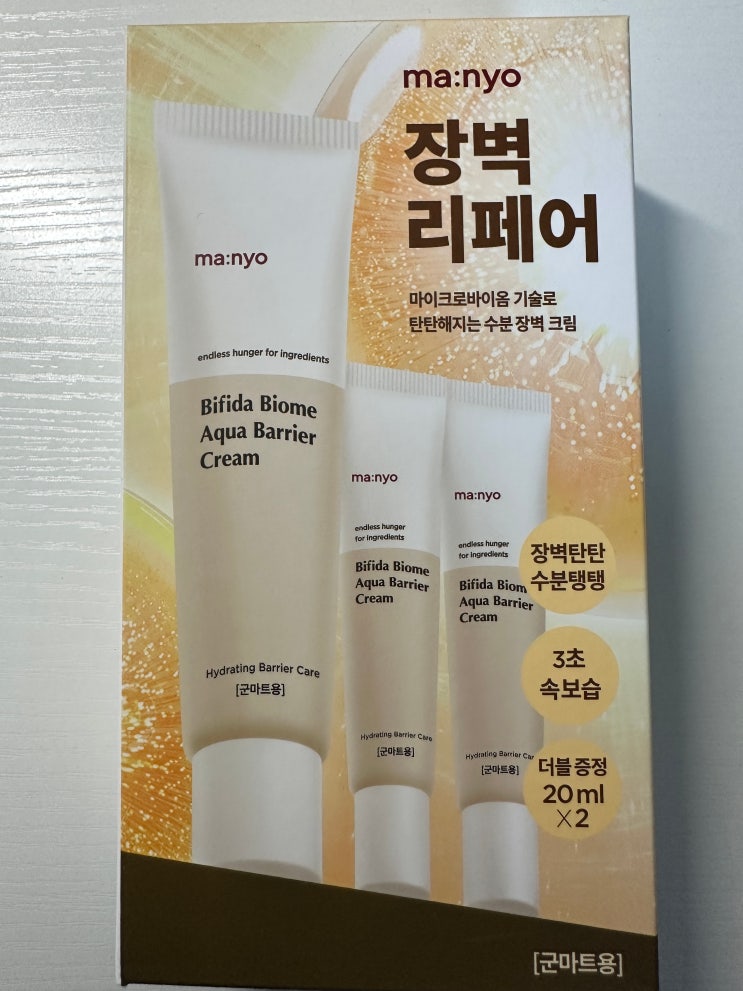 ma:nyo
장벽
리페어
마이크로바이옴 기술로
탄탄해지는 수분 장벽 크림
ma:nyo
endless hunger for ingredients
Bifida Biome
Aqua Barrier
Cream
Hydrating Barrier Care
[군마트용]
ma:nyo
endless hunger
for ingredients
Bifida Biome
Aqua Barrier
Cream
Hydrating Barrier Care
[군마트용]
ma:nyo
endless hunger
for ingredients
Bifida Biom
Aqua Barrier
Cream
Hydrating Barrier Car
[군마트용]
장벽탄탄
수분탱탱
3초
속보습
더블 증정
20ml
X2
[군마트용]